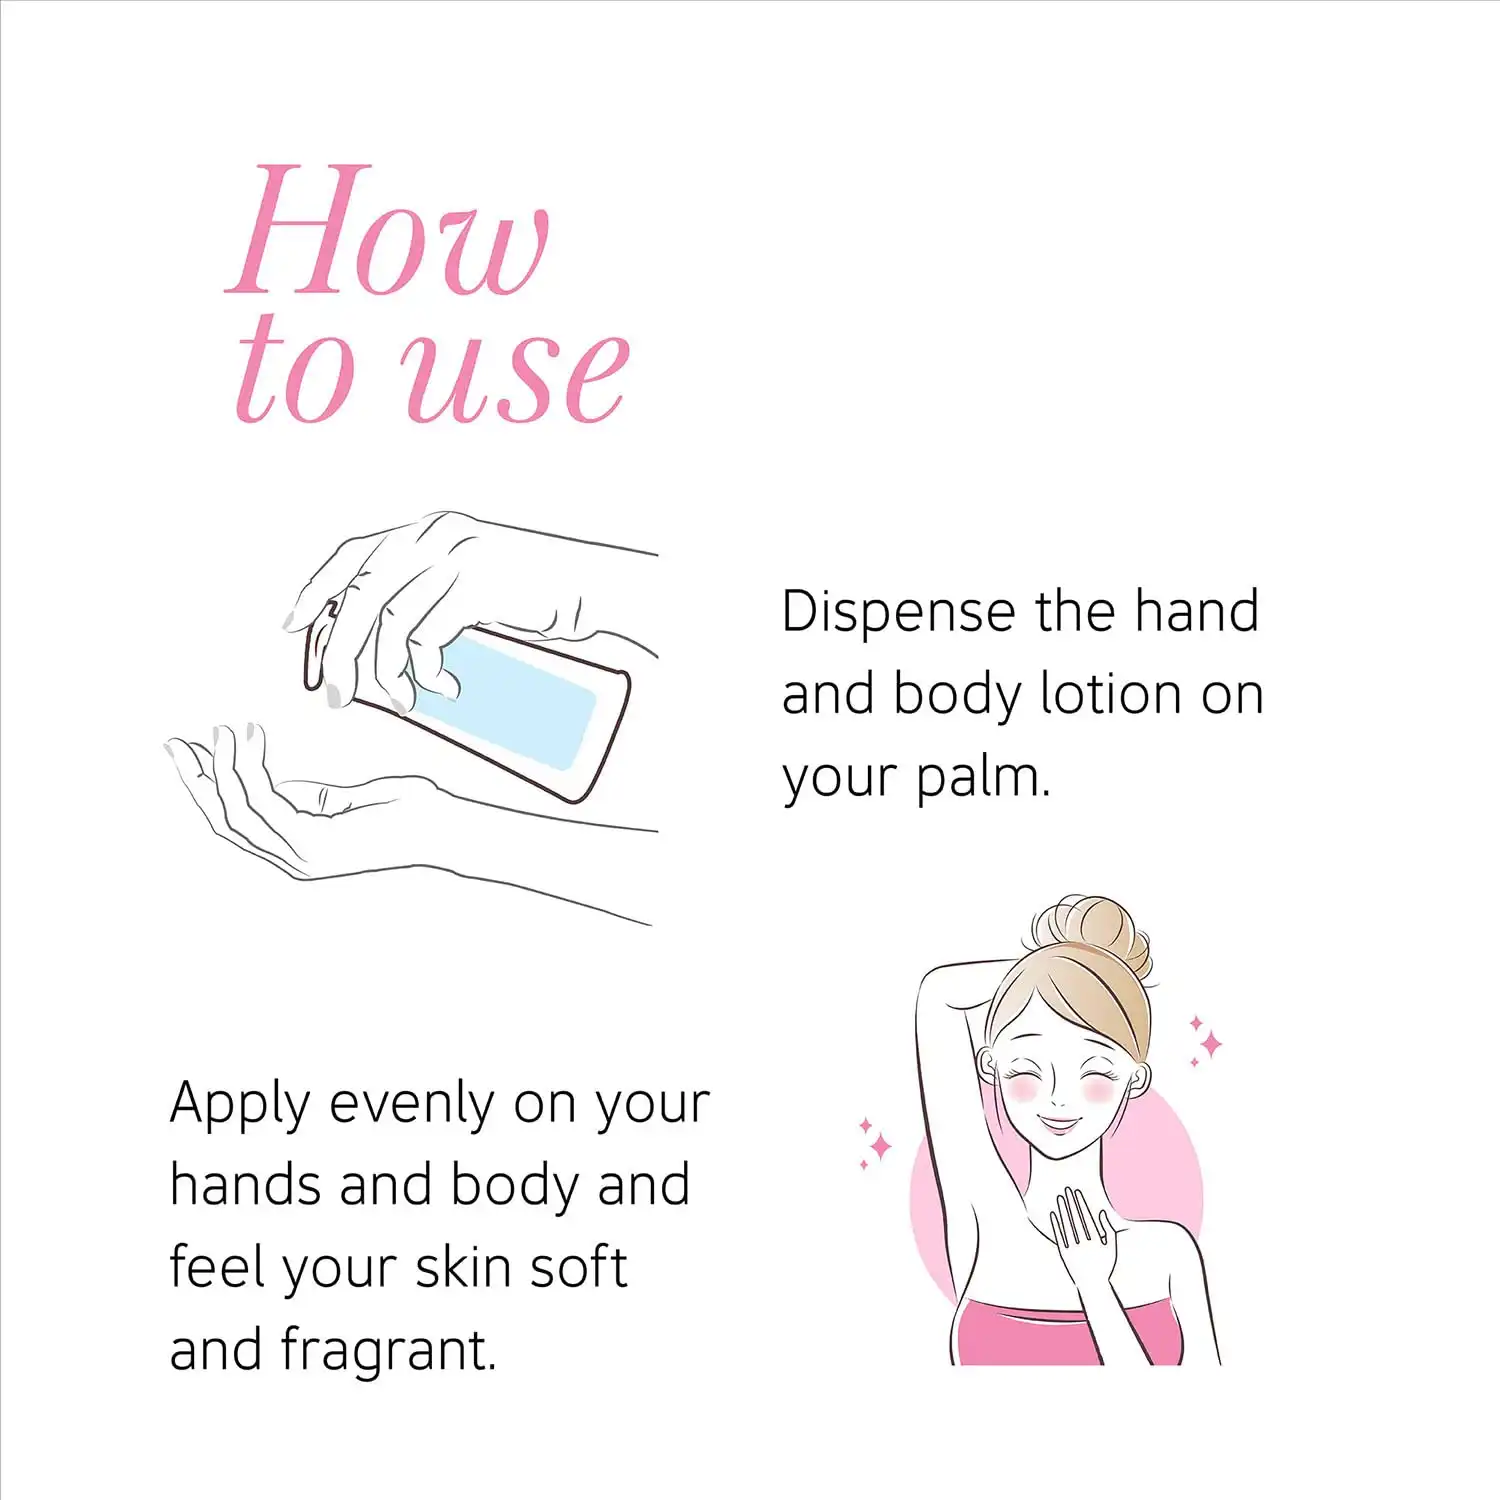 How
to use
Dispense the hand
and body lotion on
your palm.
Apply evenly on your
hands and body and
feel your skin soft
and fragrant.